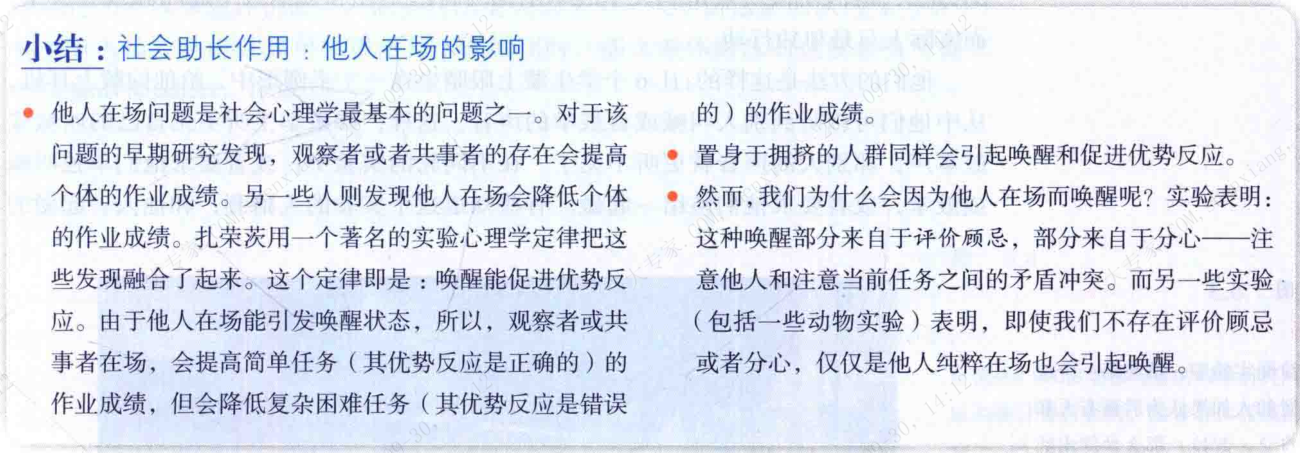 小结：社会助长作用：他人在场的影响
• 他人在场问题是社会心理学最基本的问题之一。对于该
问题的早期研究发现，观察者或者共事者的存在会提高
个体的作业成绩。另一些人则发现他人在场会降低个体
的作业成绩。扎荣茨用一个著名的实验心理学定律把这
些发现融合了起来。这个定律即是：唤醒能促进优势反
应。由于他人在场能引发唤醒状态，所以，观察者或共
事者在场，会提高简单任务（其优势反应是正确的）的
作业成绩，但会降低复杂困难任务（其优势反应是错误
的）的作业成绩。
• 置身于拥挤的人群同样会引起唤醒和促进优势反应。
• 然而，我们为什么会因为他人在场而唤醒呢？实验表明：
这种唤醒部分来自于评价顾忌，部分来自于分心——注
意他人和注意当前任务之间的矛盾冲突。而另一些实验
（包括一些动物实验）表明，即使我们不存在评价顾忌
或者分心，仅仅是他人纯粹在场也会引起唤醒。